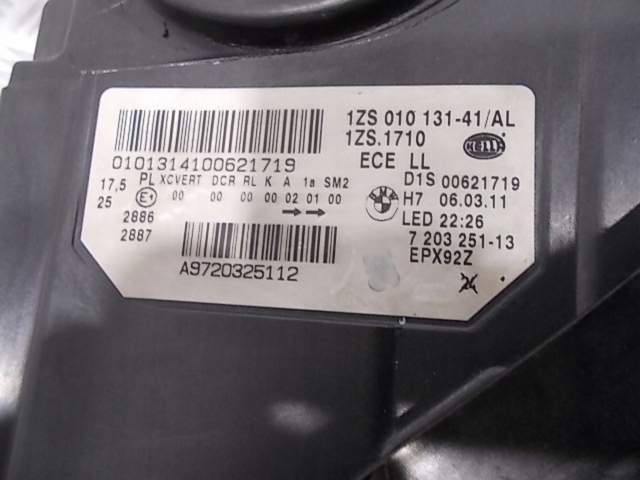 1ZS 010 131-41/AL
1ZS.1710
HELLA
ECE LL
0101314100621719
17,5 PL XCVERT DCR RL K A 1a SM2
25 E1 00 00 00 00 02 01 00
2886
2887
D1S 00621719
H7 06.03.11
LED 22:26
7 203 251-13
EPX92Z
A9720325112